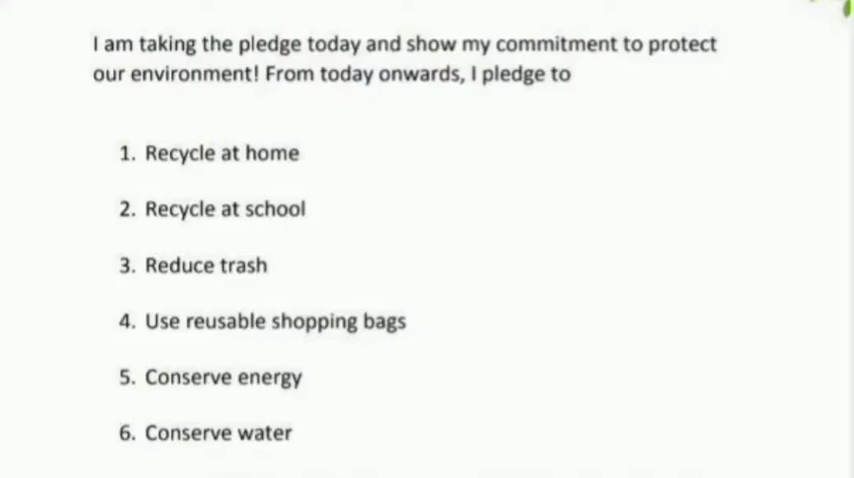 I am taking the pledge today and show my commitment to protect
our environment! From today onwards, I pledge to
1. Recycle at home
2. Recycle at school
3. Reduce trash
4. Use reusable shopping bags
5. Conserve energy
6. Conserve water